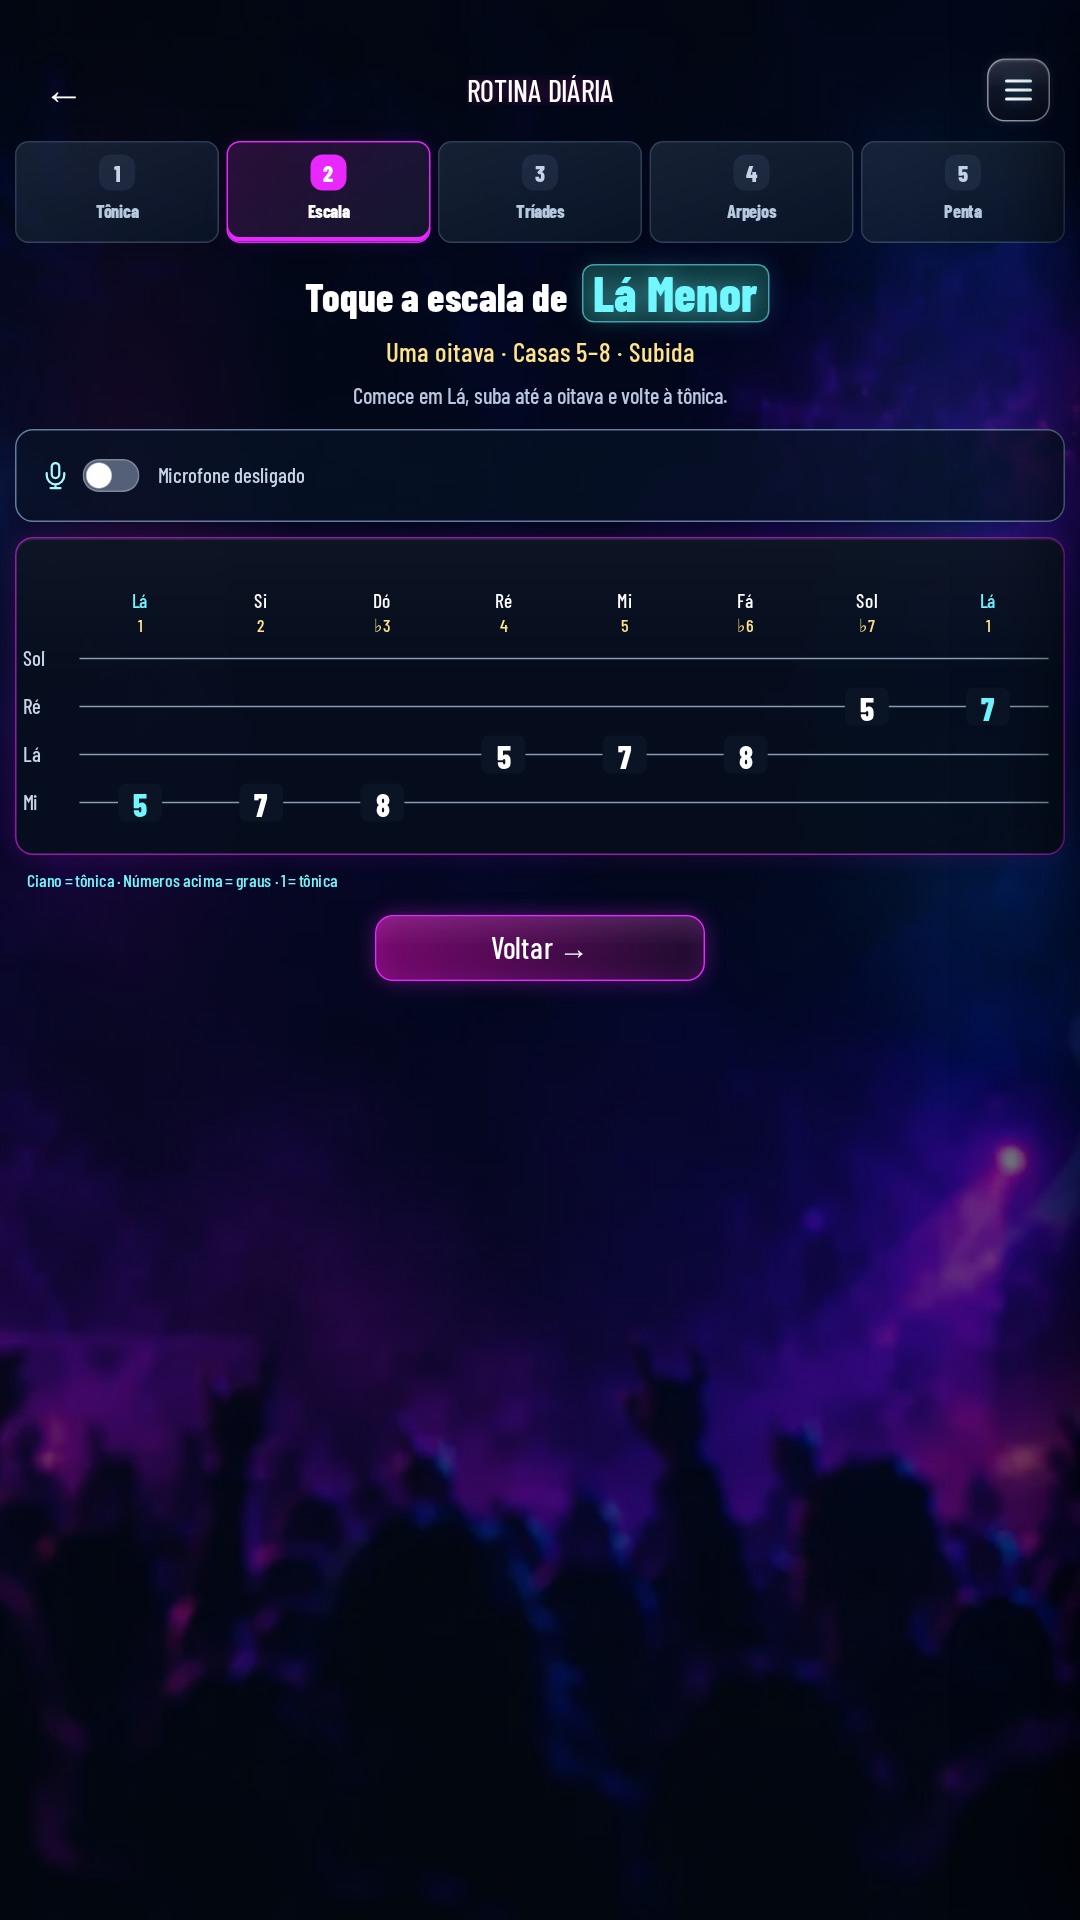 ← ROTINA DIÁRIA
1 2 3 4 5
Tônica Escala Tríades Arpejos Penta
Toque a escala de Lá Menor
Uma oitava · Casas 5–8 · Subida
Comece em Lá, suba até a oitava e volte à tônica.
Microfone desligado
Lá Si Dó Ré Mi Fá Sol Lá
1 2 ♭3 4 5 ♭6 ♭7 1
Sol
Ré 5 7
Lá 5 7 8
Mi 5 7 8
Ciano = tônica · Números acima = graus · 1 = tônica
Voltar →